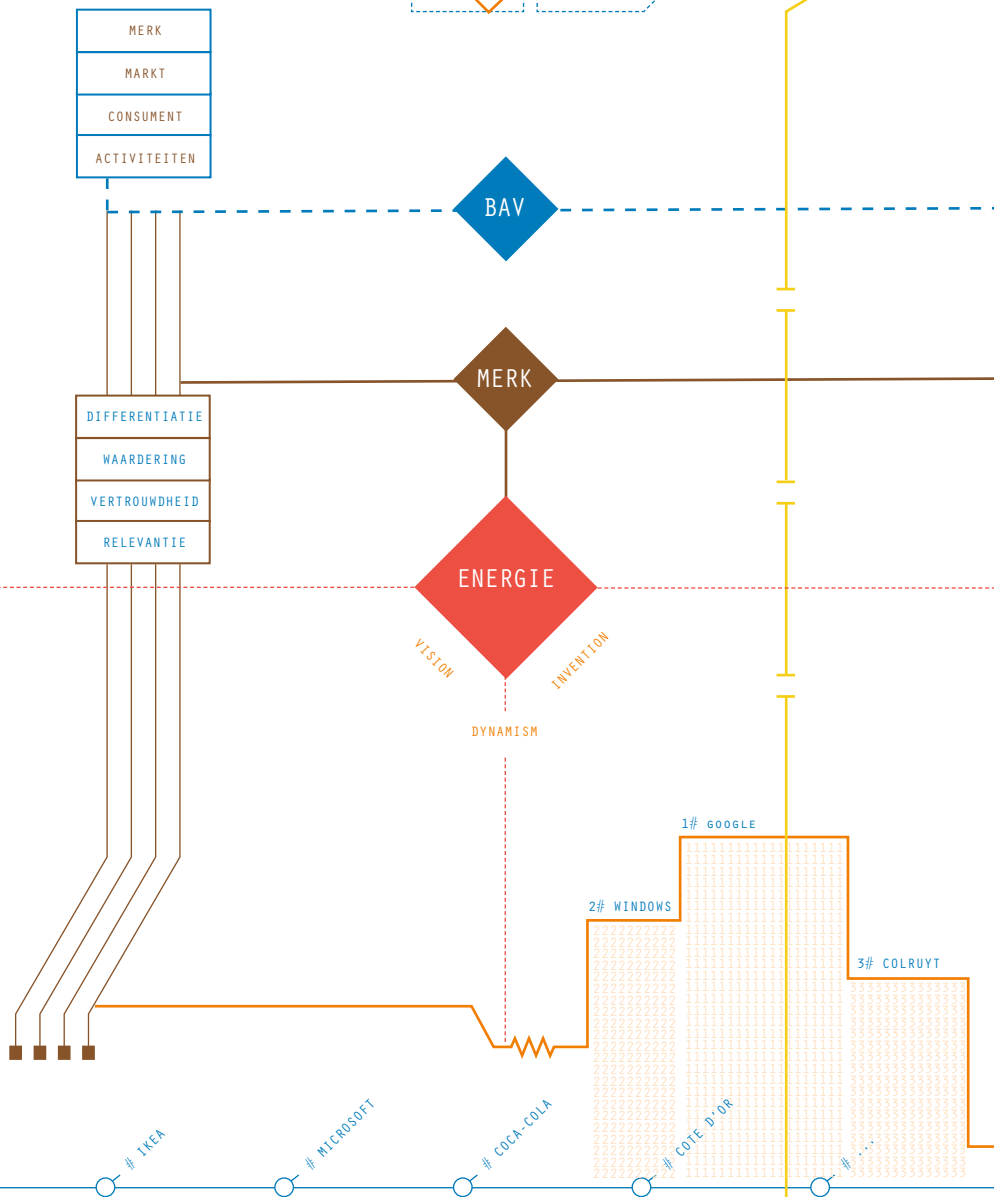 MERK
MARKT
CONSUMENT
ACTIVITEITEN
BAV
MERK
DIFFERENTIATIE
WAARDERING
VERTROUWDHEID
RELEVANTIE
ENERGIE
VISION
INVENTION
DYNAMISM
1# GOOGLE
2# WINDOWS
3# COLRUYT
# IKEA
# MICROSOFT
# COCA-COLA
# COTE D'OR
# ...